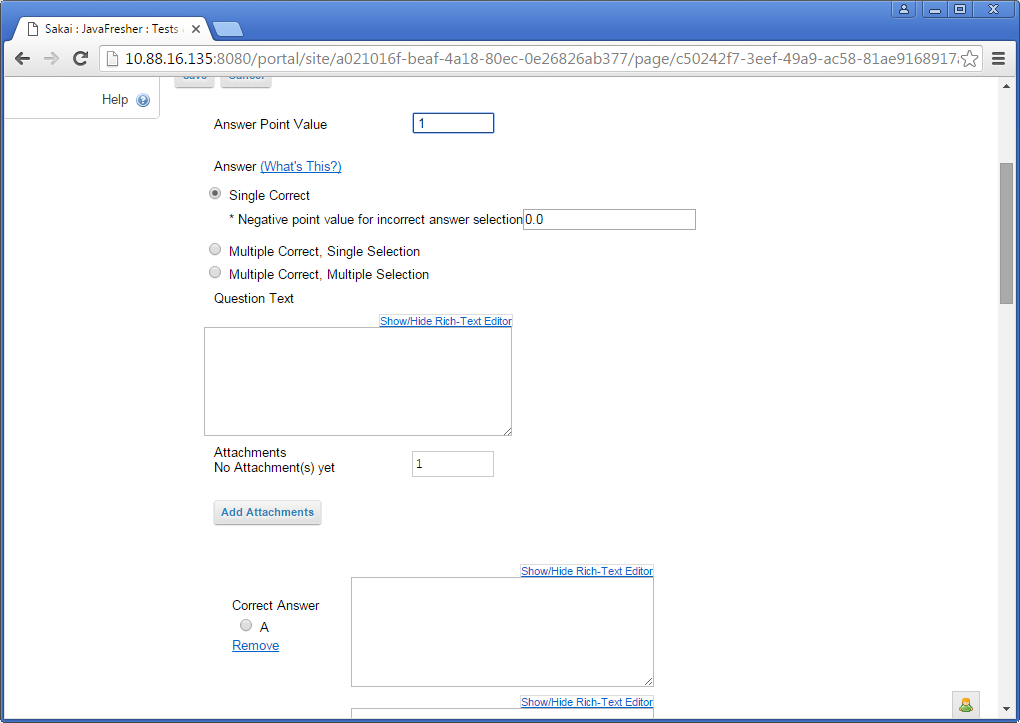 Sakai : JavaFresher : Tests
10.88.16.135:8080/portal/site/a021016f-beaf-4a18-80ec-0e26826ab377/page/c50242f7-3eef-49a9-ac58-81ae9168917
Save Cancel
Help ?
Answer Point Value 1
Answer (What's This?)
Single Correct
* Negative point value for incorrect answer selection 0.0
Multiple Correct, Single Selection
Multiple Correct, Multiple Selection
Question Text
Show/Hide Rich-Text Editor
Attachments
No Attachment(s) yet 1
Add Attachments
Show/Hide Rich-Text Editor
Correct Answer
A
Remove
Show/Hide Rich-Text Editor